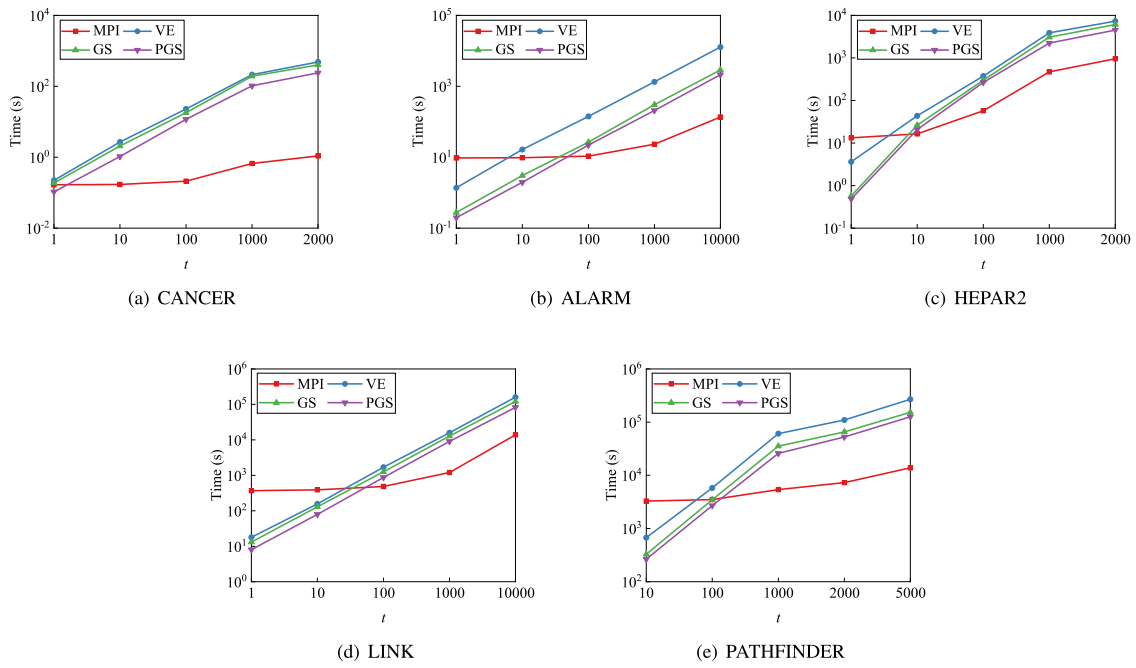 10^4
MPI VE
GS PGS
10^2
10^0
10^-2
Time (s)
1 10 100 1000 2000
t
(a) CANCER
10^5
MPI VE
GS PGS
10^3
10^1
10^-1
Time (s)
1 10 100 1000 10000
t
(b) ALARM
10^4
MPI VE
GS PGS
10^3
10^2
10^1
10^0
10^-1
Time (s)
1 10 100 1000 2000
t
(c) HEPAR2
10^6
MPI VE
GS PGS
10^5
10^4
10^3
10^2
10^1
10^0
Time (s)
1 10 100 1000 10000
t
(d) LINK
10^6
MPI VE
GS PGS
10^5
10^4
10^3
10^2
Time (s)
10 100 1000 2000 5000
t
(e) PATHFINDER